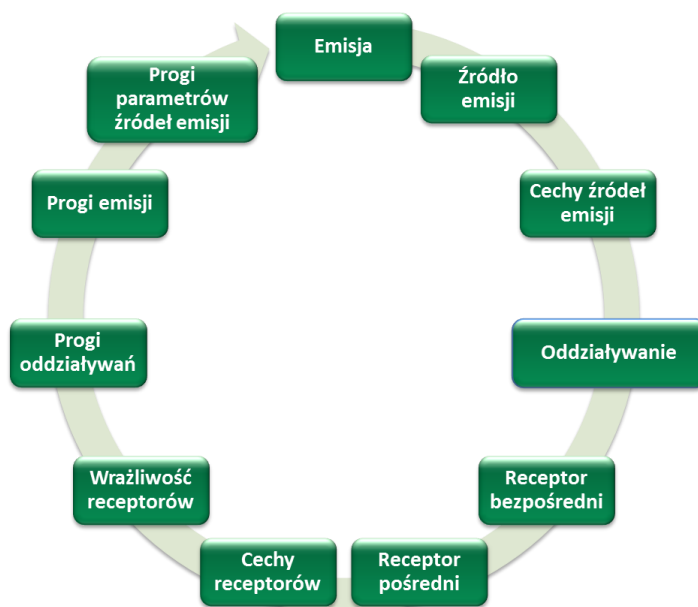 Emisja
Źródło
emisji
Cechy źródeł
emisji
Oddziaływanie
Receptor
bezpośredni
Receptor
pośredni
Cechy
receptorów
Wrażliwość
receptorów
Progi
oddziaływań
Progi emisji
Progi
parametrów
źródeł emisji